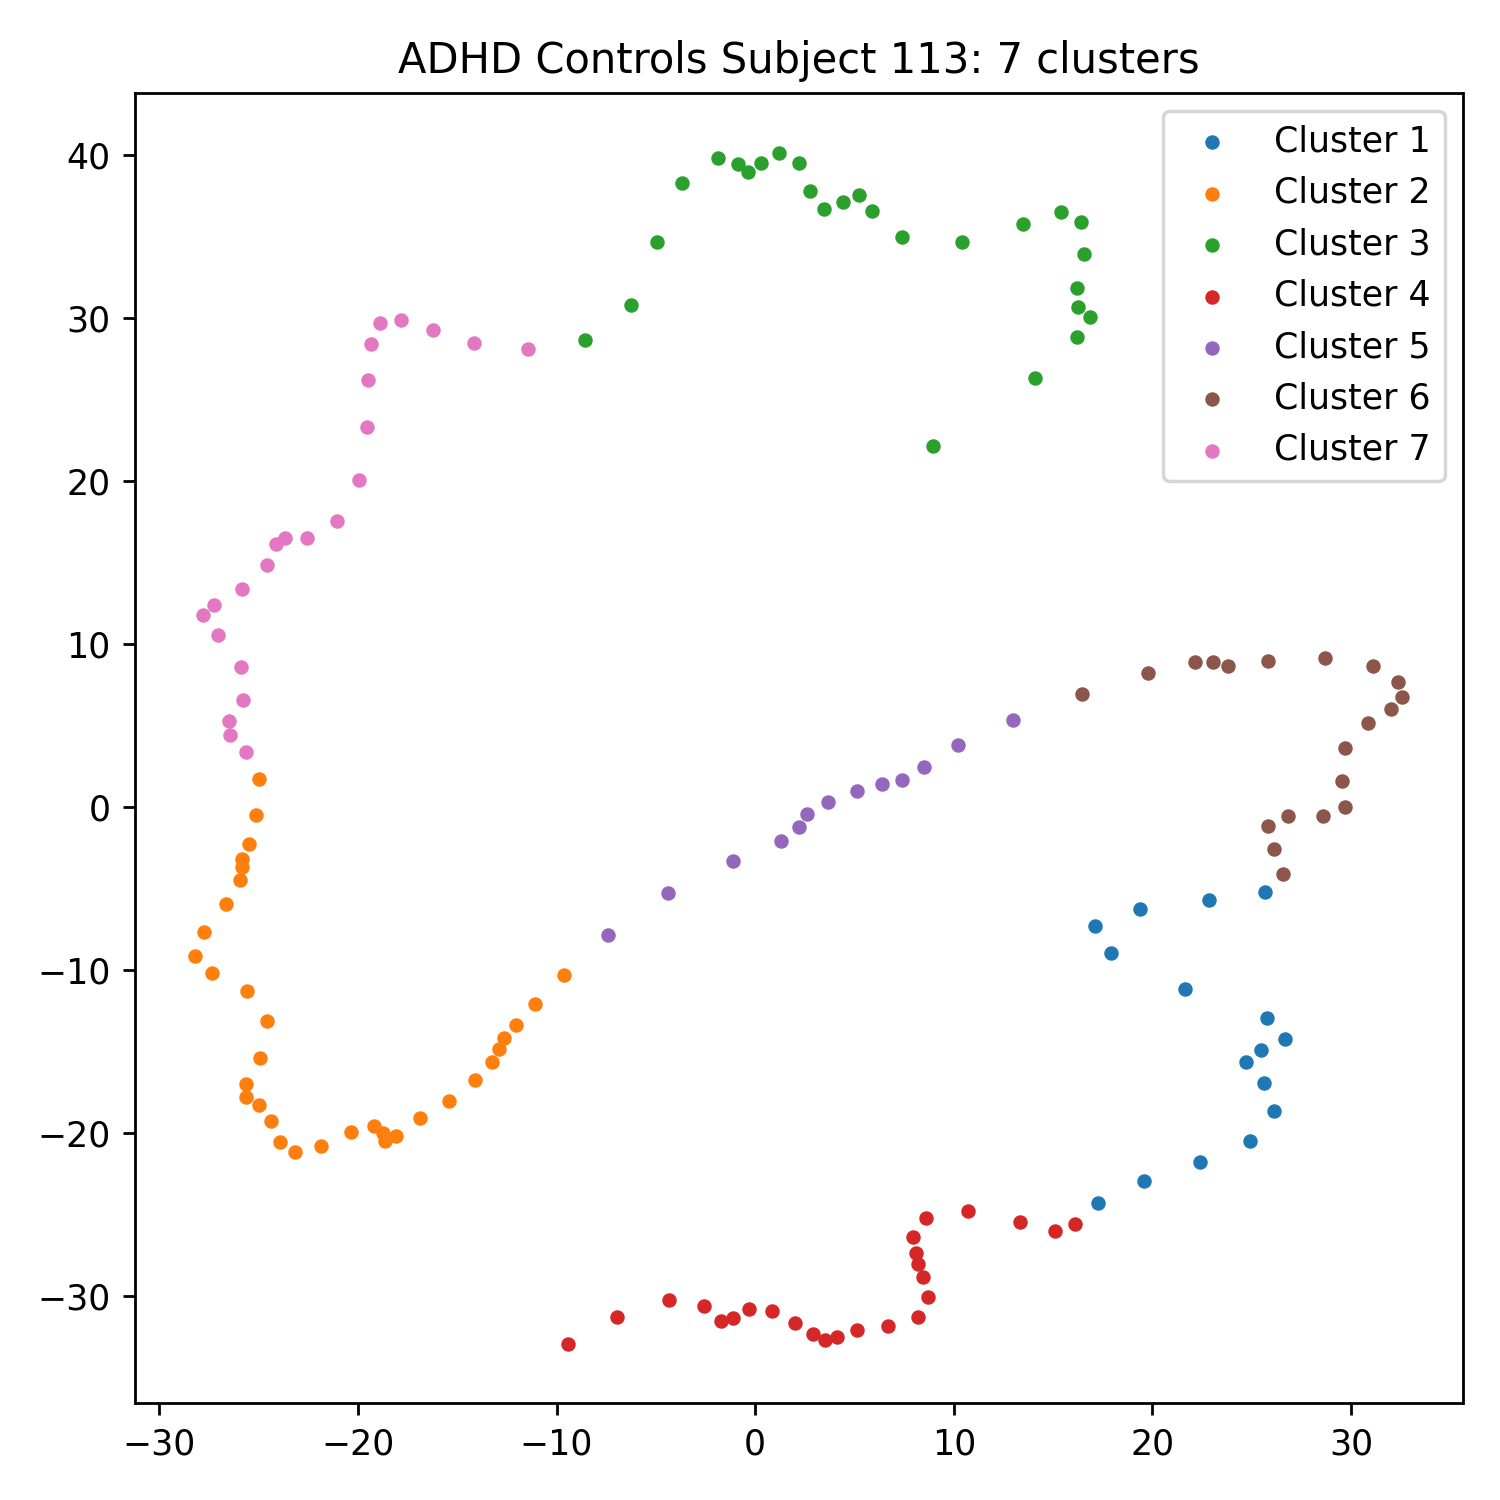 ADHD Controls Subject 113: 7 clusters
Cluster 1
Cluster 2
Cluster 3
Cluster 4
Cluster 5
Cluster 6
Cluster 7
40
30
20
10
0
−10
−20
−30
−30 −20 −10 0 10 20 30